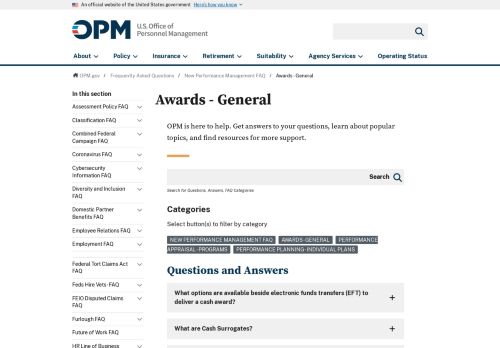 An official website of the United States government Here's how you know
OPM U.S. Office of
Personnel Management
About Policy Insurance Retirement Suitability Agency Services Operating Status
OPM.gov / Frequently Asked Questions / New Performance Management FAQ / Awards - General
In this section
Assessment Policy FAQ
Classification FAQ
Combined Federal
Campaign FAQ
Coronavirus FAQ
Cybersecurity
Information FAQ
Diversity and Inclusion
FAQ
Domestic Partner
Benefits FAQ
Employee Relations FAQ
Employment FAQ
Federal Tort Claims Act
FAQ
Feds Hire Vets - FAQ
FEIO Disputed Claims
FAQ
Furlough FAQ
Future of Work FAQ
HR Line of Business
Awards - General
OPM is here to help. Get answers to your questions, learn about popular
topics, and find resources for more support.
Search
Search for Questions, Answers, FAQ Categories
Categories
Select button(s) to filter by category
NEW PERFORMANCE MANAGEMENT FAQ AWARDS - GENERAL PERFORMANCE
APPRAISAL - PROGRAMS PERFORMANCE PLANNING - INDIVIDUAL PLANS
Questions and Answers
What options are available beside electronic funds transfers (EFT) to
deliver a cash award?
What are Cash Surrogates?